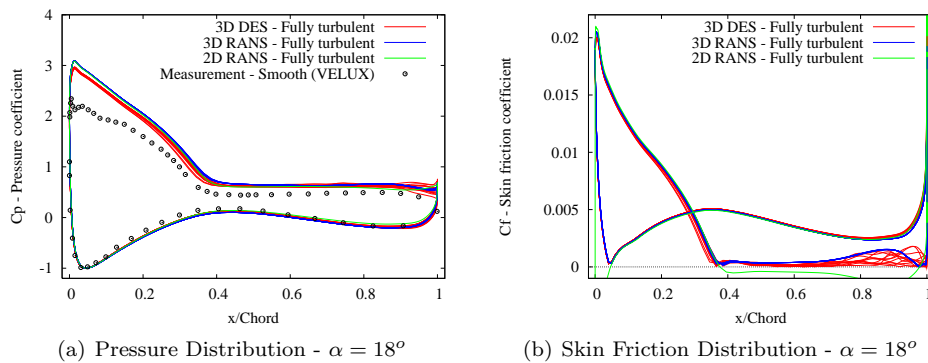 3D DES - Fully turbulent
3D RANS - Fully turbulent
2D RANS - Fully turbulent
Measurement - Smooth (VELUX)
Cp - Pressure coefficient
4
3
2
1
0
-1
0
0.2
0.4
0.6
0.8
1
x/Chord
(a) Pressure Distribution - α = 18°
3D DES - Fully turbulent
3D RANS - Fully turbulent
2D RANS - Fully turbulent
Cf - Skin friction coefficient
0.02
0.015
0.01
0.005
0
0
0.2
0.4
0.6
0.8
1
x/Chord
(b) Skin Friction Distribution - α = 18°